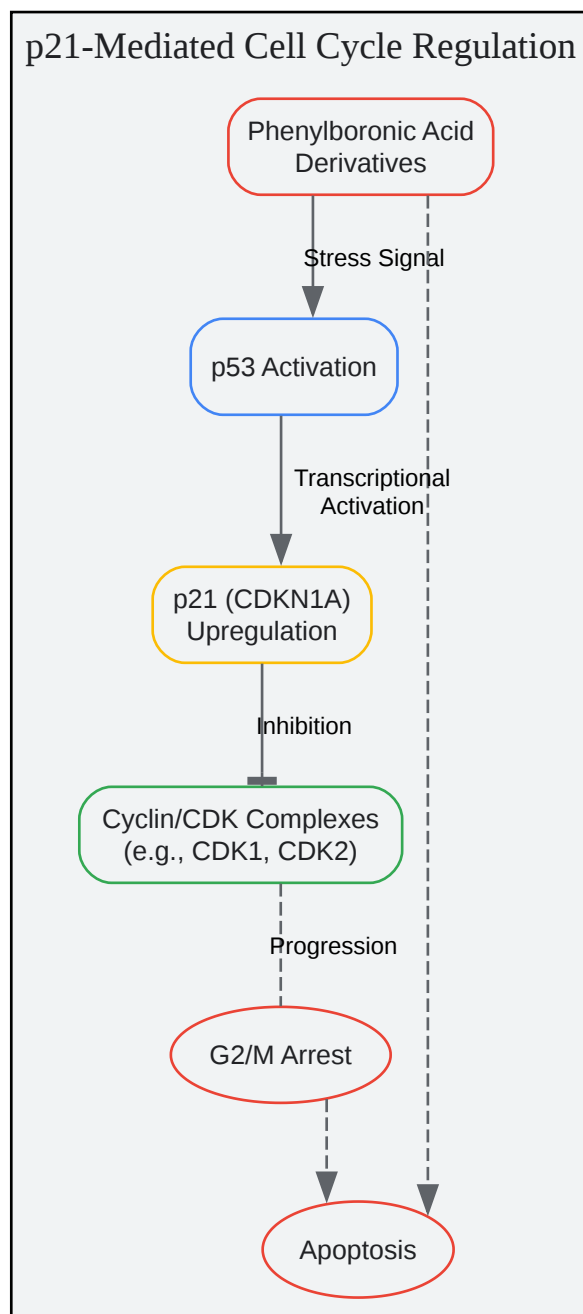 p21-Mediated Cell Cycle Regulation
Phenylboronic Acid
Derivatives
Stress Signal
p53 Activation
Transcriptional
Activation
p21 (CDKN1A)
Upregulation
Inhibition
Cyclin/CDK Complexes
(e.g., CDK1, CDK2)
Progression
G2/M Arrest
Apoptosis